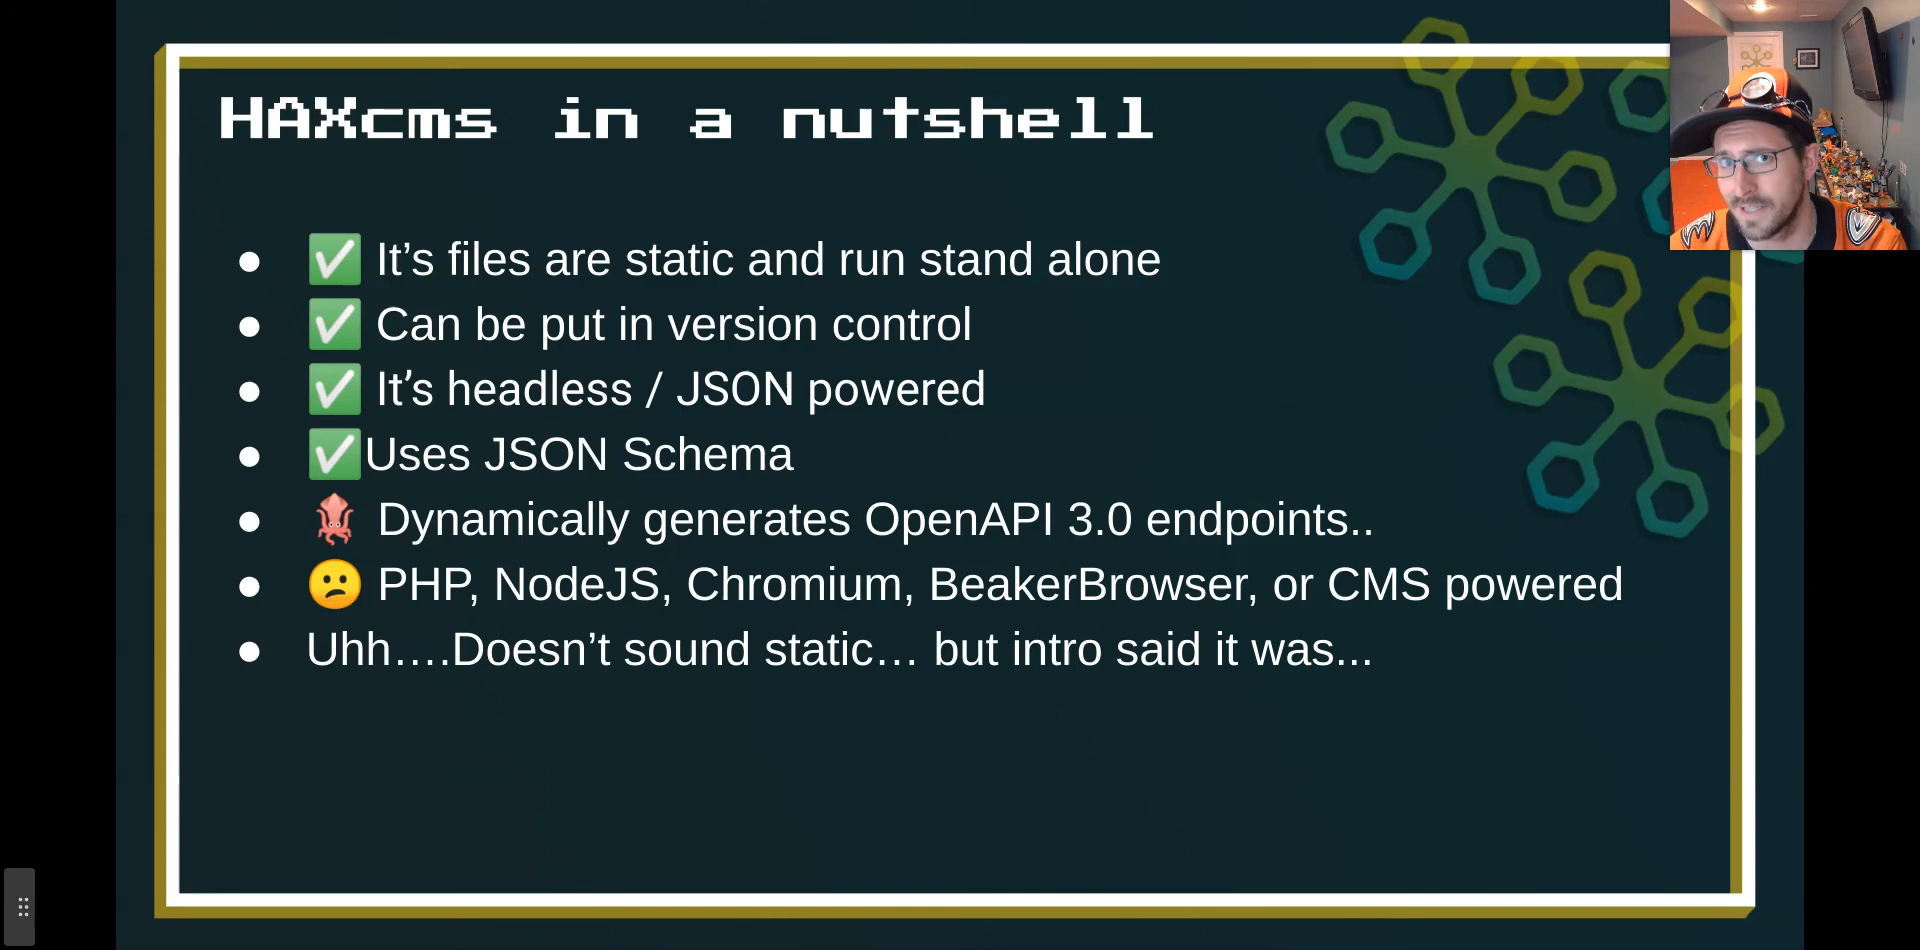 HAXcms in a nutshell
● ✅ It’s files are static and run stand alone
● ✅ Can be put in version control
● ✅ It’s headless / JSON powered
● ✅Uses JSON Schema
● 🦑 Dynamically generates OpenAPI 3.0 endpoints..
● 😕 PHP, NodeJS, Chromium, BeakerBrowser, or CMS powered
● Uhh….Doesn’t sound static… but intro said it was...